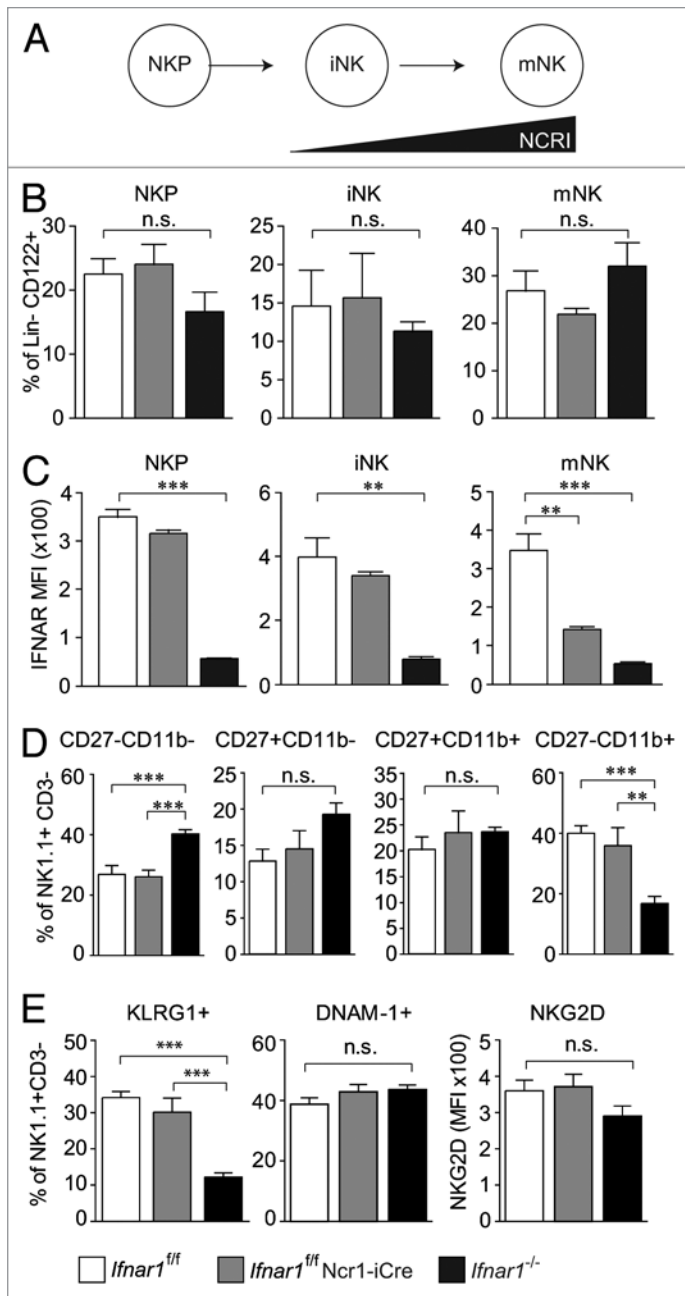 A
NKP
iNK
mNK
NCRI
B
NKP
iNK
mNK
% of Lin- CD122+
30
20
10
0
n.s.
25
20
15
10
5
0
n.s.
40
30
20
10
0
n.s.
C
NKP
iNK
mNK
IFNAR MFI (x100)
4
3
2
1
0
***
6
4
2
0
**
5
4
3
2
1
0
***
**
D
CD27-CD11b-
CD27+CD11b-
CD27+CD11b+
CD27-CD11b+
% of NK1.1+ CD3-
60
40
20
0
***
***
25
20
15
10
5
0
n.s.
35
30
25
20
15
10
5
0
n.s.
60
40
20
0
***
**
E
KLRG1+
DNAM-1+
NKG2D
% of NK1.1+CD3-
50
40
30
20
10
0
***
***
60
40
20
0
n.s.
NKG2D (MFI x100)
5
4
3
2
1
0
n.s.
Ifnar1f/f
Ifnar1f/f Ncr1-iCre
Ifnar1-/-